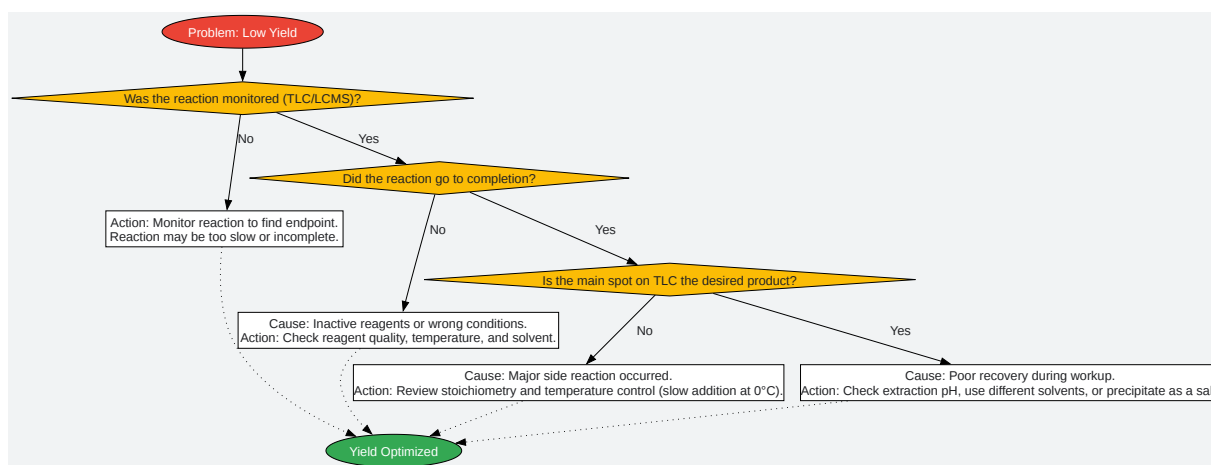 Problem: Low Yield
Was the reaction monitored (TLC/LCMS)?
No
Yes
Did the reaction go to completion?
Action: Monitor reaction to find endpoint.
Reaction may be too slow or incomplete.
No
Yes
Is the main spot on TLC the desired product?
Cause: Inactive reagents or wrong conditions.
Action: Check reagent quality, temperature, and solvent.
No
Yes
Cause: Major side reaction occurred.
Action: Review stoichiometry and temperature control (slow addition at 0°C).
Cause: Poor recovery during workup.
Action: Check extraction pH, use different solvents, or precipitate as a
Yield Optimized